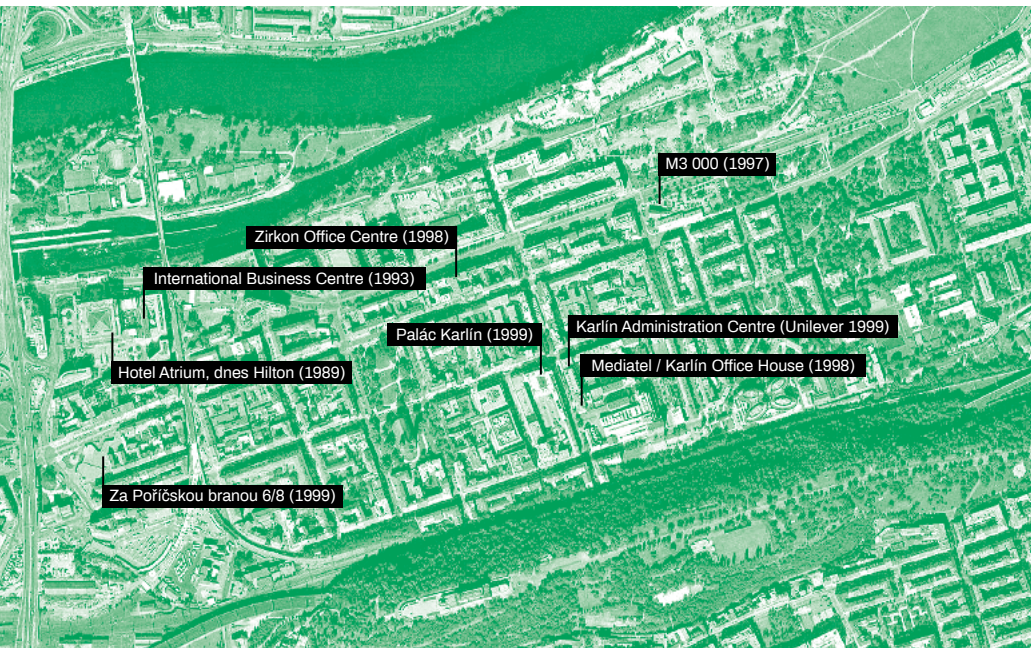 M3 000 (1997)
Zirkon Office Centre (1998)
International Business Centre (1993)
Karlín Administration Centre (Unilever 1999)
Palác Karlín (1999)
Mediatel / Karlín Office House (1998)
Hotel Atrium, dnes Hilton (1989)
Za Poříčskou branou 6/8 (1999)